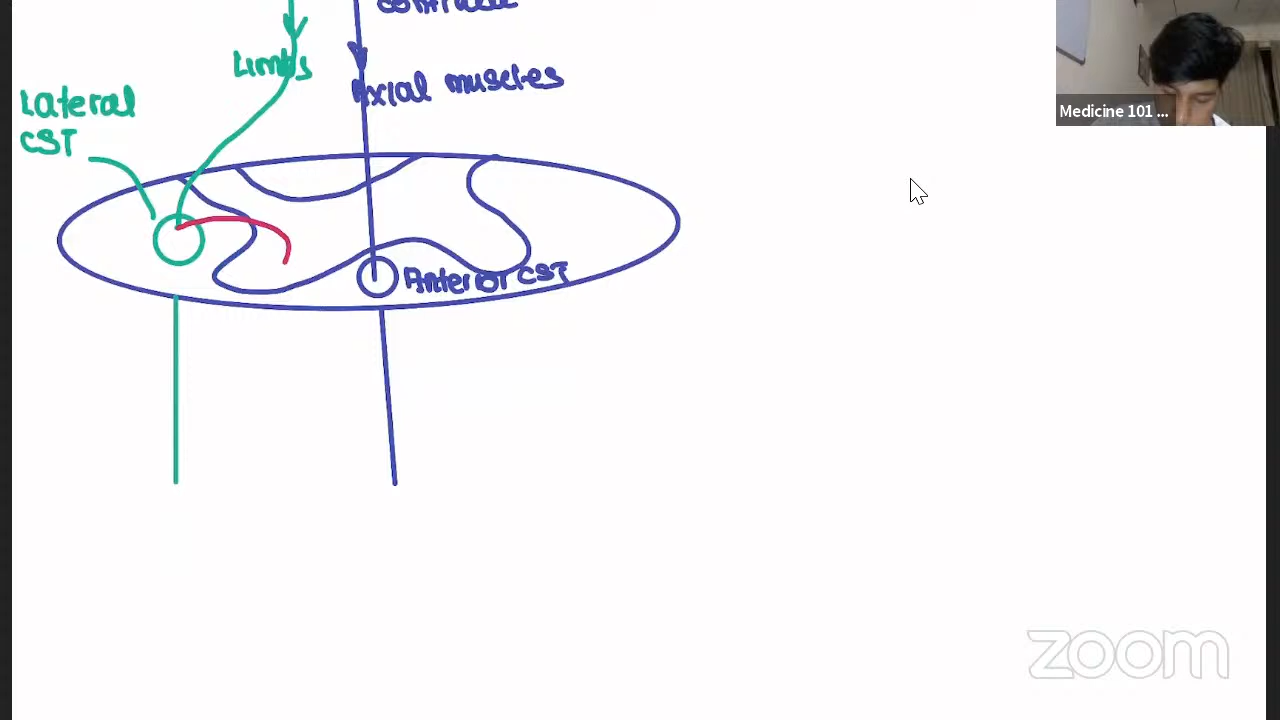 Limbs
Axial muscles
Lateral
CST
Anterior CST
Medicine 101 ...
zoom